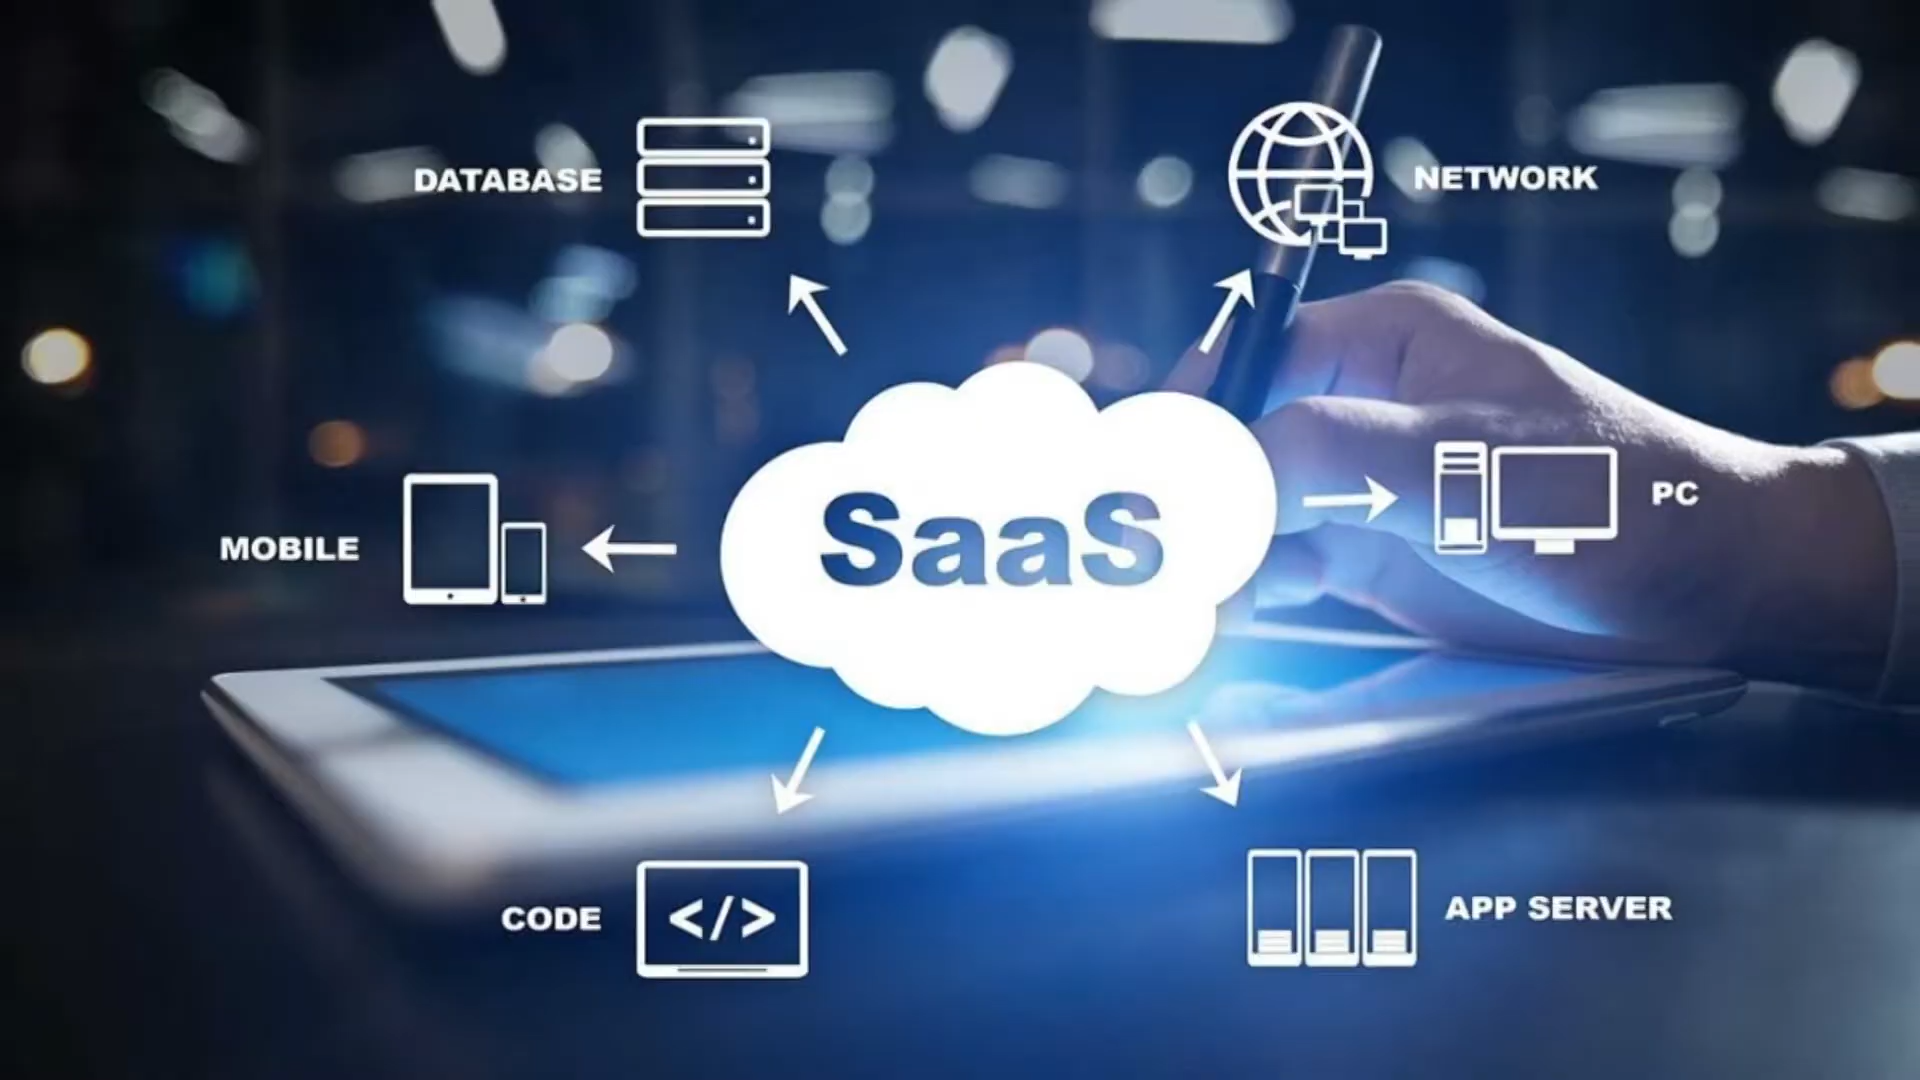 DATABASE
NETWORK
MOBILE
SaaS
PC
CODE
</>
APP SERVER